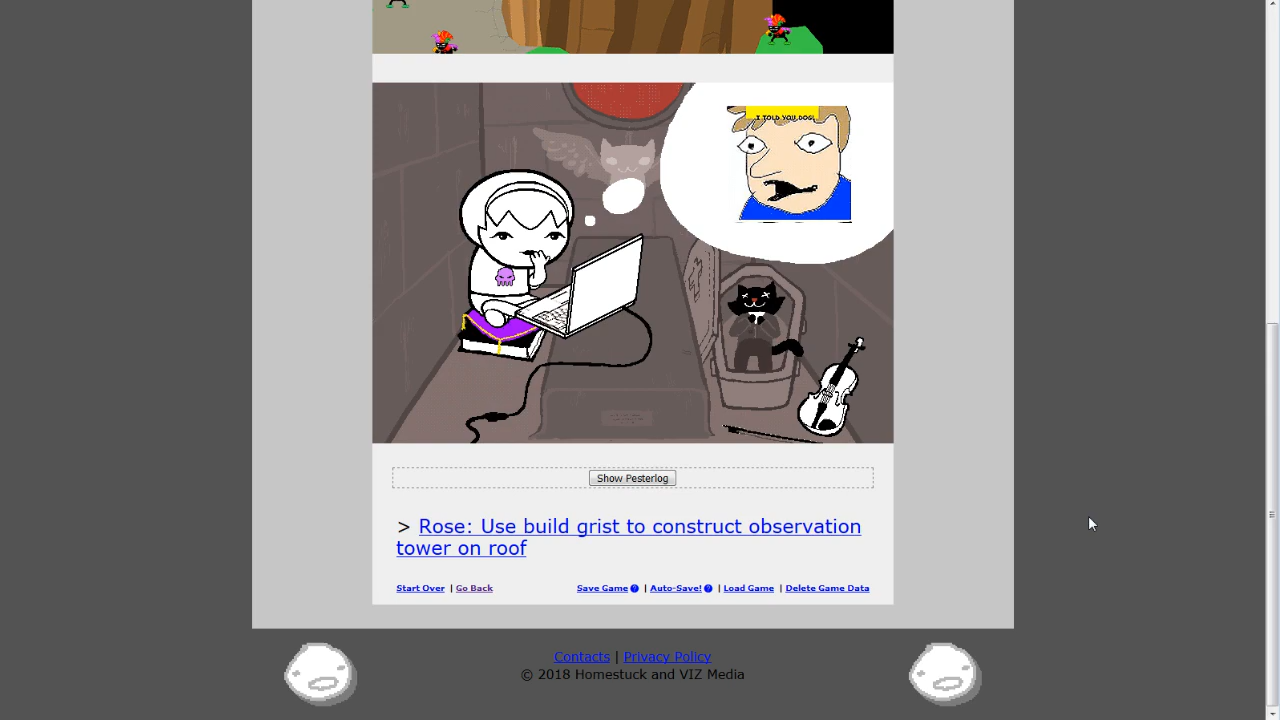 I TOLD YOU DOG!
Show Pesterlog
> Rose: Use build grist to construct observation
tower on roof
Start Over | Go Back Save Game ? | Auto-Save! ? | Load Game | Delete Game Data
Contacts | Privacy Policy
© 2018 Homestuck and VIZ Media